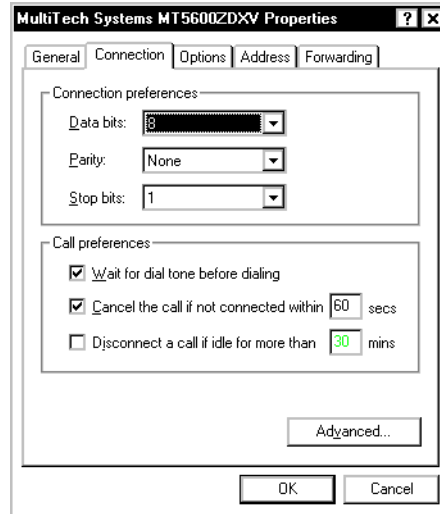 MultiTech Systems MT5600ZDXV Properties ? X
General Connection Options Address Forwarding
Connection preferences
Data bits: 8
Parity: None
Stop bits: 1
Call preferences
Wait for dial tone before dialing
Cancel the call if not connected within 60 secs
Disconnect a call if idle for more than 30 mins
Advanced...
OK Cancel